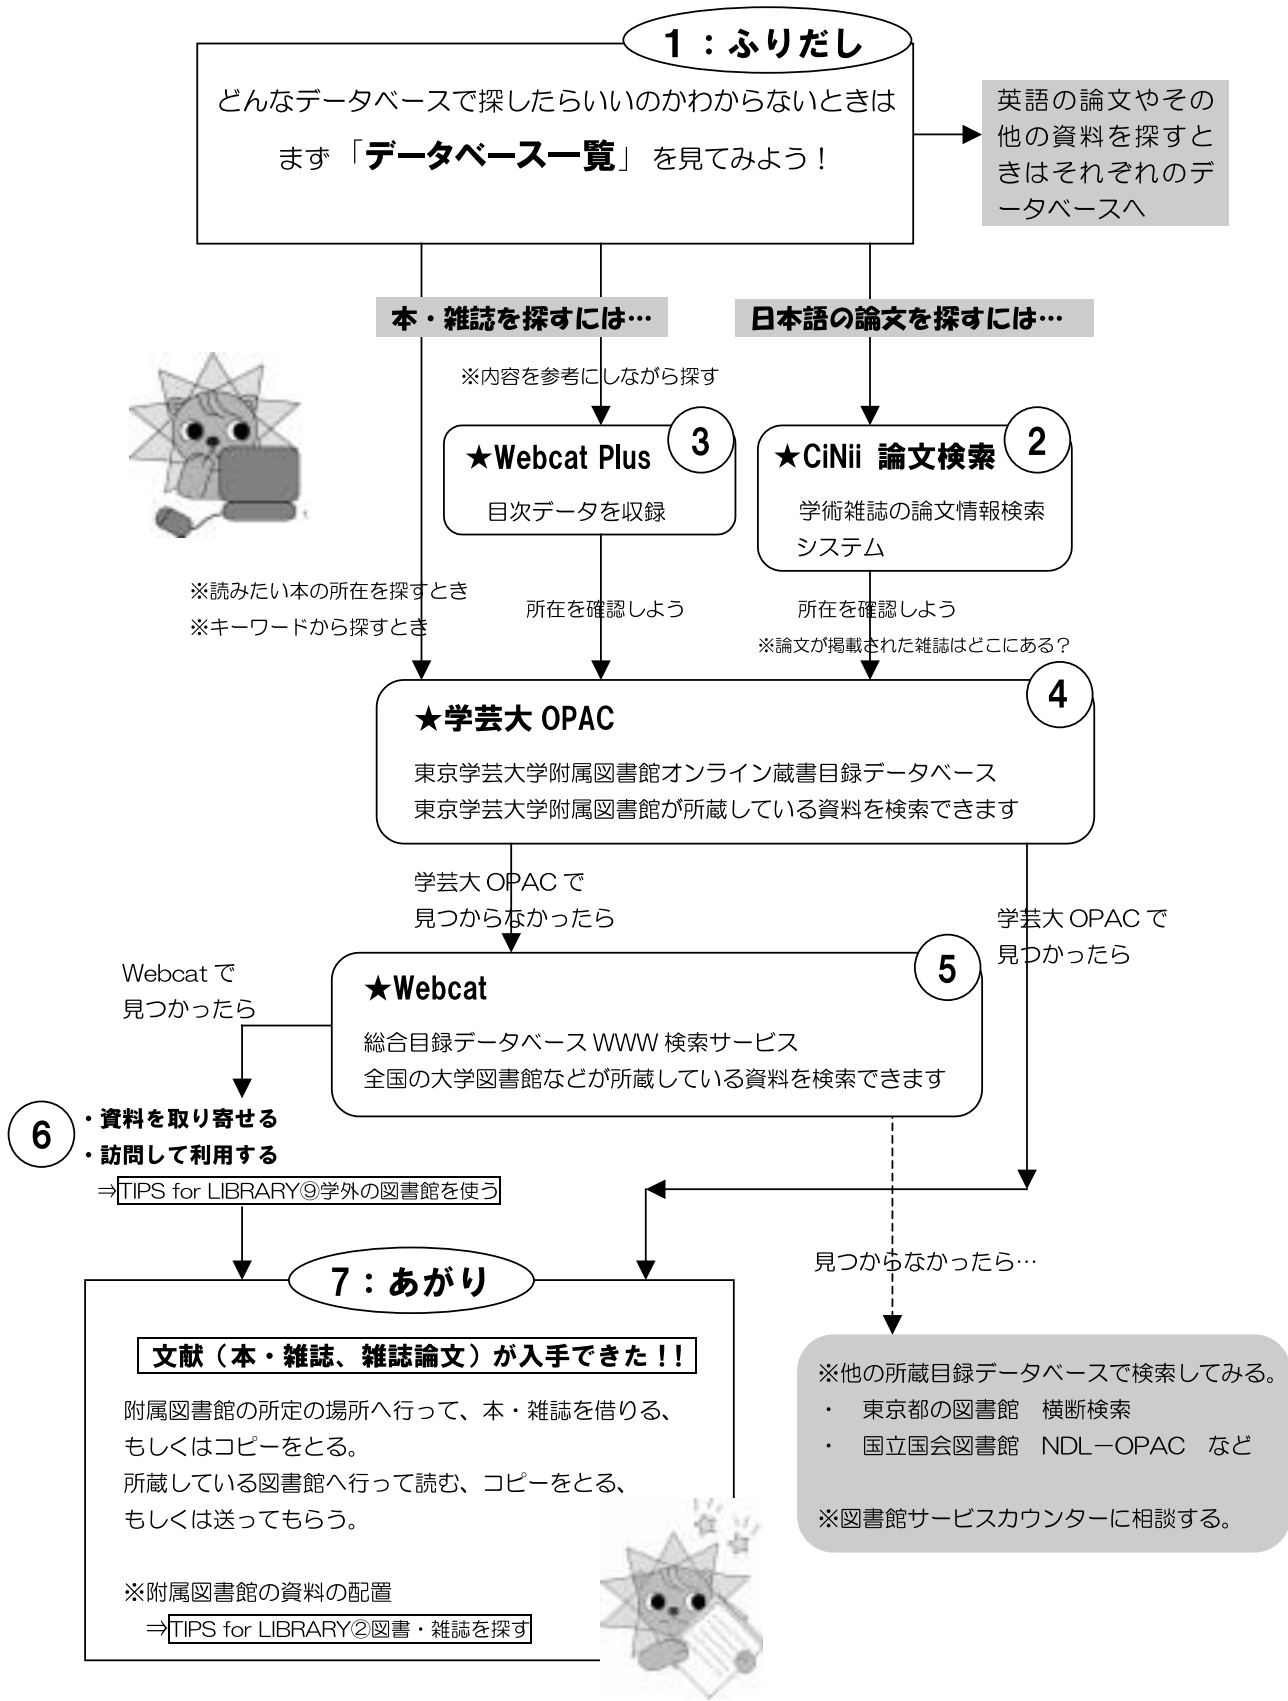 1：ふりだし
どんなデータベースで探したらいいのかわからないときは
まず「データベース一覧」を見てみよう！
英語の論文やその
他の資料を探すと
きはそれぞれのデ
ータベースへ
本・雑誌を探すには…
日本語の論文を探すには…
※内容を参考にしながら探す
3
★Webcat Plus
目次データを収録
2
★CiNii 論文検索
学術雑誌の論文情報検索
システム
※読みたい本の所在を探すとき
※キーワードから探すとき
所在を確認しよう
所在を確認しよう
※論文が掲載された雑誌はどこにある？
4
★学芸大 OPAC
東京学芸大学附属図書館オンライン蔵書目録データベース
東京学芸大学附属図書館が所蔵している資料を検索できます
学芸大 OPAC で
見つからなかったら
学芸大 OPAC で
見つかったら
Webcat で
見つかったら
5
★Webcat
総合目録データベース WWW 検索サービス
全国の大学図書館などが所蔵している資料を検索できます
6
・資料を取り寄せる
・訪問して利用する
⇒TIPS for LIBRARY⑨学外の図書館を使う
見つからなかったら…
7：あがり
文献（本・雑誌、雑誌論文）が入手できた！！
附属図書館の所定の場所へ行って、本・雑誌を借りる、
もしくはコピーをとる。
所蔵している図書館へ行って読む、コピーをとる、
もしくは送ってもらう。
※附属図書館の資料の配置
⇒TIPS for LIBRARY②図書・雑誌を探す
※他の所蔵目録データベースで検索してみる。
・ 東京都の図書館 横断検索
・ 国立国会図書館 NDL－OPAC など
※図書館サービスカウンターに相談する。